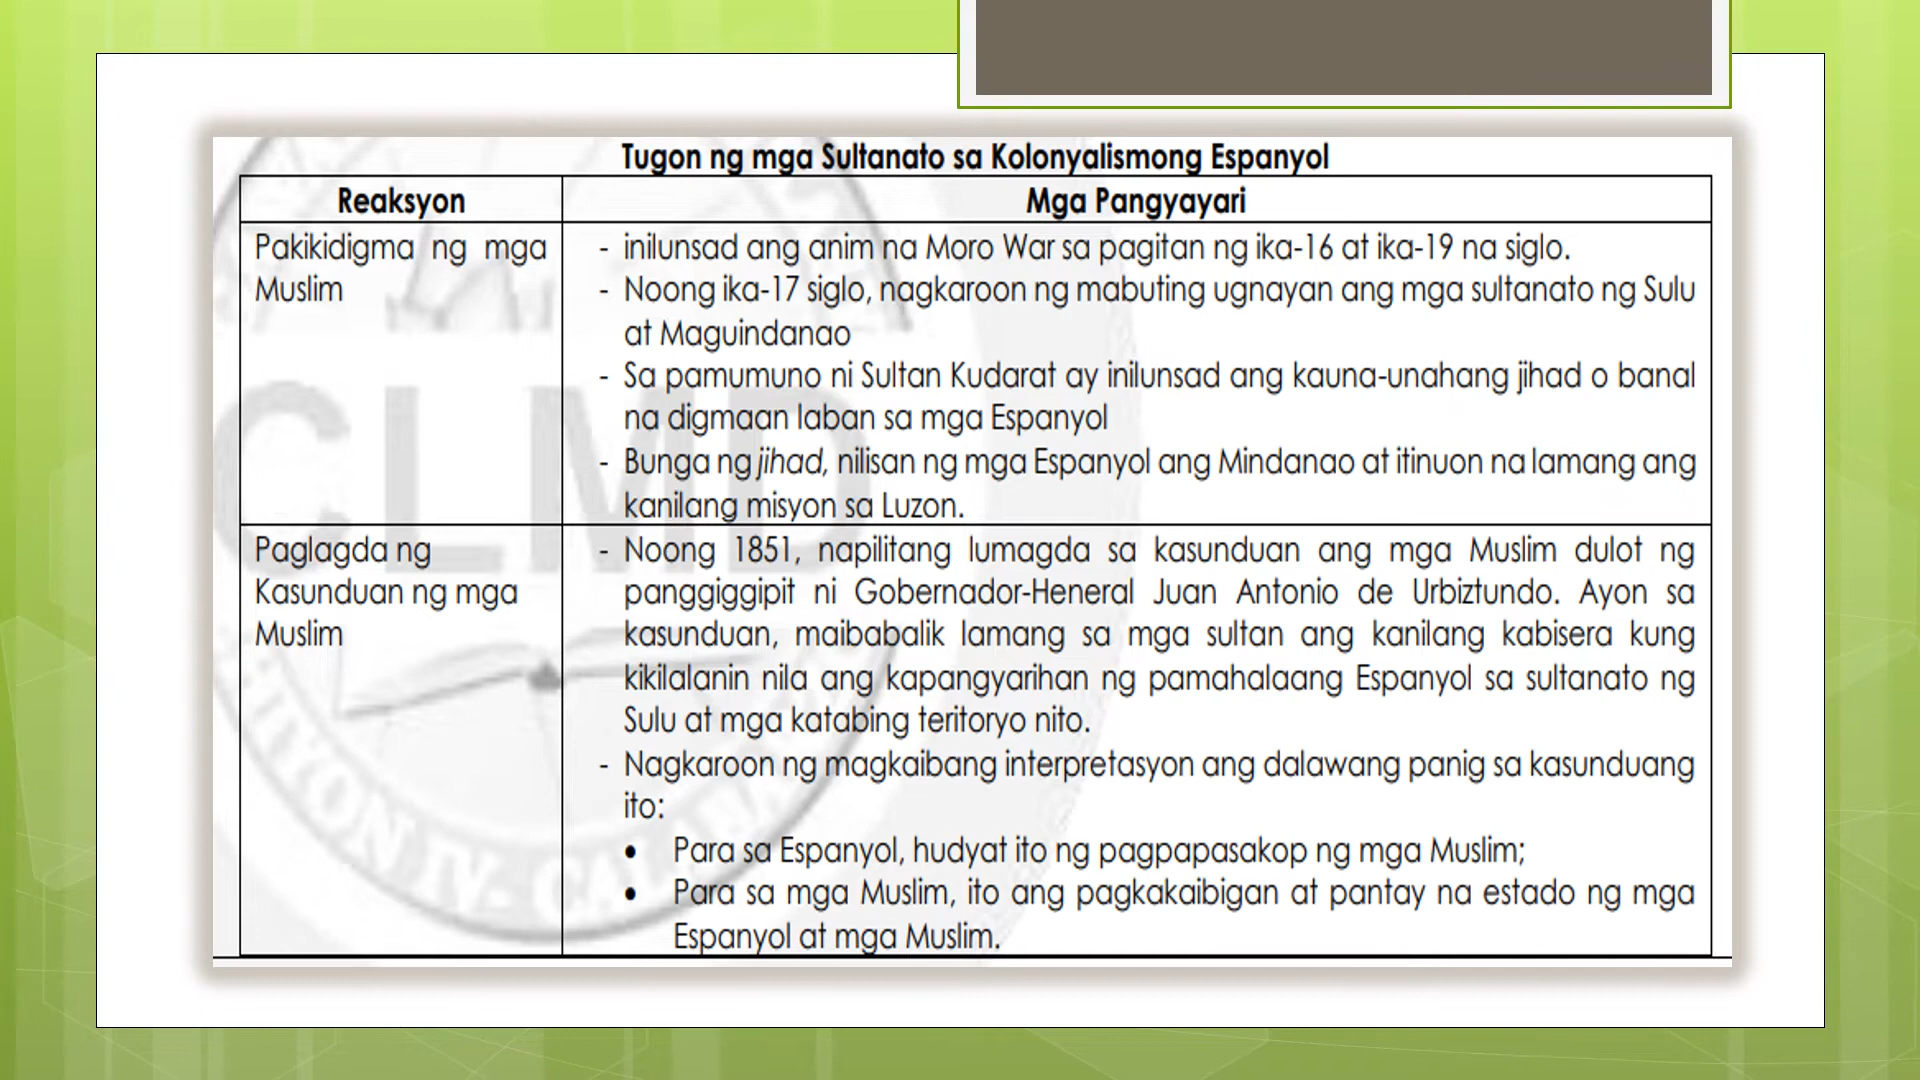 Tugon ng mga Sultanato sa Kolonyalismong Espanyol
Reaksyon
Mga Pangyayari
Pakikidigma ng mga
Muslim
- inilunsad ang anim na Moro War sa pagitan ng ika-16 at ika-19 na siglo.
- Noong ika-17 siglo, nagkaroon ng mabuting ugnayan ang mga sultanato ng Sulu
at Maguindanao
- Sa pamumuno ni Sultan Kudarat ay inilunsad ang kauna-unahang jihad o banal
na digmaan laban sa mga Espanyol
- Bunga ng jihad, nilisan ng mga Espanyol ang Mindanao at itinuon na lamang ang
kanilang misyon sa Luzon.
Paglagda ng
Kasunduan ng mga
Muslim
- Noong 1851, napilitang lumagda sa kasunduan ang mga Muslim dulot ng
panggiggipit ni Gobernador-Heneral Juan Antonio de Urbiztundo. Ayon sa
kasunduan, maibabalik lamang sa mga sultan ang kanilang kabisera kung
kikilalanin nila ang kapangyarihan ng pamahalaang Espanyol sa sultanato ng
Sulu at mga katabing teritoryo nito.
- Nagkaroon ng magkaibang interpretasyon ang dalawang panig sa kasunduang
ito:
• Para sa Espanyol, hudyat ito ng pagpapasakop ng mga Muslim;
• Para sa mga Muslim, ito ang pagkakaibigan at pantay na estado ng mga
Espanyol at mga Muslim.
CLMD